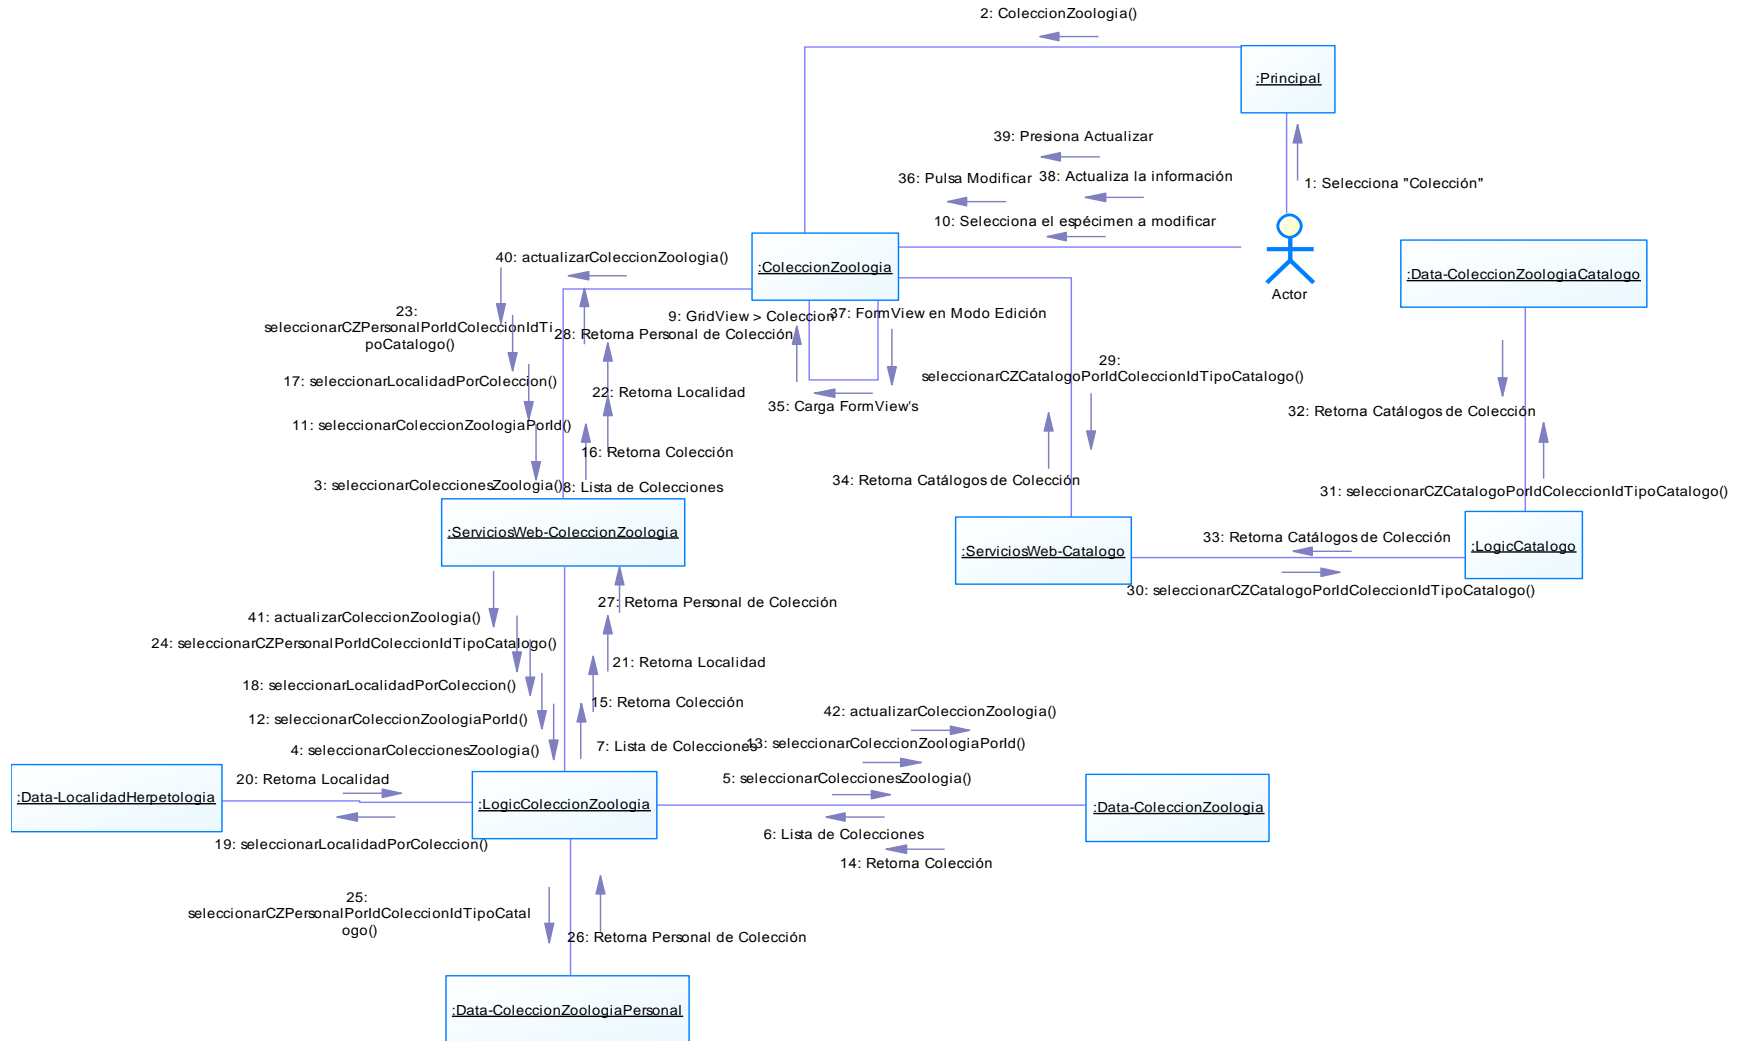 2: ColeccionZoologia()
:Principal
39: Presiona Actualizar
36: Pulsa Modificar
38: Actualiza la información
1: Selecciona "Colección"
10: Selecciona el espécimen a modificar
40: actualizarColeccionZoologia()
:ColeccionZoologia
:Data-ColeccionZoologiaCatalogo
Actor
23:
seleccionarCZPersonalPorIdColeccionIdTi
poCatalogo()
9: GridView > Coleccion
37: FormView en Modo Edición
28: Retorna Personal de Colección
29:
seleccionarCZCatalogoPorIdColeccionIdTipoCatalogo()
17: seleccionarLocalidadPorColeccion()
22: Retorna Localidad
35: Carga FormView's
32: Retorna Catálogos de Colección
11: seleccionarColeccionZoologiaPorId()
16: Retorna Colección
34: Retorna Catálogos de Colección
3: seleccionarColeccionesZoologia()
8: Lista de Colecciones
31: seleccionarCZCatalogoPorIdColeccionIdTipoCatalogo()
:ServiciosWeb-ColeccionZoologia
:ServiciosWeb-Catalogo
33: Retorna Catálogos de Colección
:LogicCatalogo
30: seleccionarCZCatalogoPorIdColeccionIdTipoCatalogo()
27: Retorna Personal de Colección
41: actualizarColeccionZoologia()
24: seleccionarCZPersonalPorIdColeccionIdTipoCatalogo()
21: Retorna Localidad
18: seleccionarLocalidadPorColeccion()
15: Retorna Colección
12: seleccionarColeccionZoologiaPorId()
42: actualizarColeccionZoologia()
4: seleccionarColeccionesZoologia()
7: Lista de Colecciones
13: seleccionarColeccionZoologiaPorId()
20: Retorna Localidad
5: seleccionarColeccionesZoologia()
:Data-LocalidadHerpetologia
:LogicColeccionZoologia
:Data-ColeccionZoologia
19: seleccionarLocalidadPorColeccion()
6: Lista de Colecciones
14: Retorna Colección
25:
seleccionarCZPersonalPorIdColeccionIdTipoCatal
ogo()
26: Retorna Personal de Colección
:Data-ColeccionZoologiaPersonal